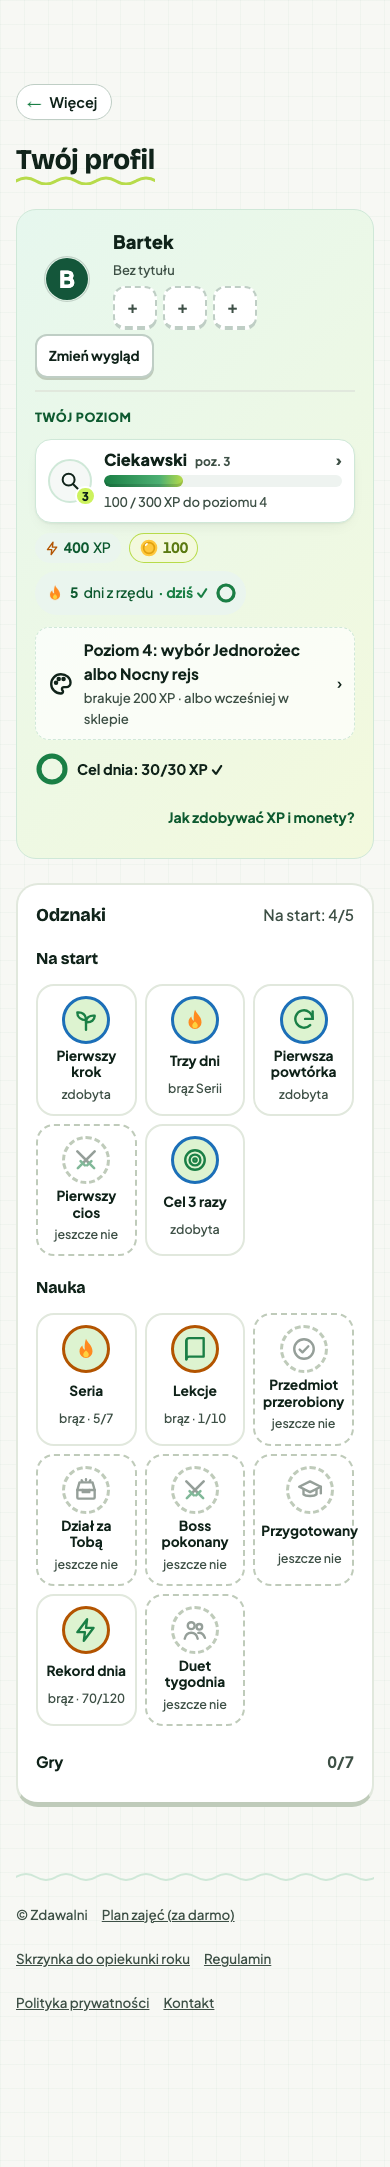 ← Więcej
Twój profil
B
Bartek
Bez tytułu
+ + +
Zmień wygląd
TWÓJ POZIOM
3
Ciekawski poz. 3 ›
100 / 300 XP do poziomu 4
400 XP 100
5 dni z rzędu · dziś ✓
Poziom 4: wybór Jednorożec
albo Nocny rejs
›
brakuje 200 XP · albo wcześniej w
sklepie
Cel dnia: 30/30 XP ✓
Jak zdobywać XP i monety?
Odznaki Na start: 4/5
Na start
Pierwszy
krok
zdobyta
Trzy dni
brąz Serii
Pierwsza
powtórka
zdobyta
Pierwszy
cios
jeszcze nie
Cel 3 razy
zdobyta
Nauka
Seria
brąz · 5/7
Lekcje
brąz · 1/10
Przedmiot
przerobiony
jeszcze nie
Dział za
Tobą
jeszcze nie
Boss
pokonany
jeszcze nie
Przygotowany
jeszcze nie
Rekord dnia
brąz · 70/120
Duet
tygodnia
jeszcze nie
Gry 0/7
© Zdawalni Plan zajęć (za darmo)
Skrzynka do opiekunki roku Regulamin
Polityka prywatności Kontakt